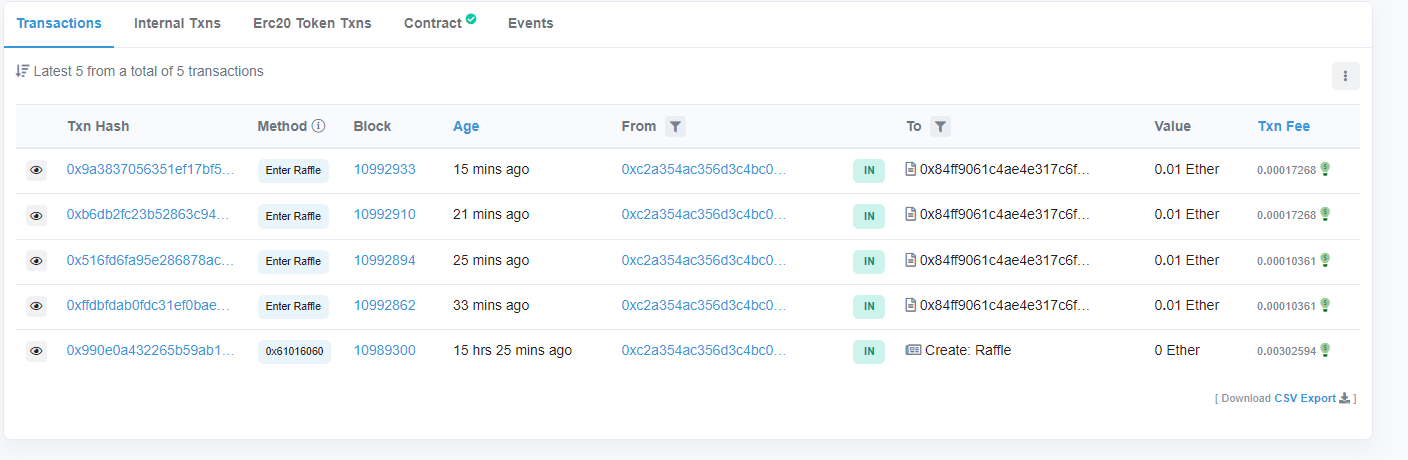 Transactions Internal Txns Erc20 Token Txns Contract Events
Latest 5 from a total of 5 transactions
Txn Hash Method Block Age From To Value Txn Fee
0x9a3837056351ef17bf5... Enter Raffle 10992933 15 mins ago 0xc2a354ac356d3c4bc0... IN 0x84ff9061c4ae4e317c6f... 0.01 Ether 0.00017268
0xb6db2fc23b52863c94... Enter Raffle 10992910 21 mins ago 0xc2a354ac356d3c4bc0... IN 0x84ff9061c4ae4e317c6f... 0.01 Ether 0.00017268
0x516fd6fa95e286878ac... Enter Raffle 10992894 25 mins ago 0xc2a354ac356d3c4bc0... IN 0x84ff9061c4ae4e317c6f... 0.01 Ether 0.00010361
0xffdbfdab0fdc31ef0bae... Enter Raffle 10992862 33 mins ago 0xc2a354ac356d3c4bc0... IN 0x84ff9061c4ae4e317c6f... 0.01 Ether 0.00010361
0x990e0a432265b59ab1... 0x61016060 10989300 15 hrs 25 mins ago 0xc2a354ac356d3c4bc0... IN Create: Raffle 0 Ether 0.00302594
[ Download CSV Export ]